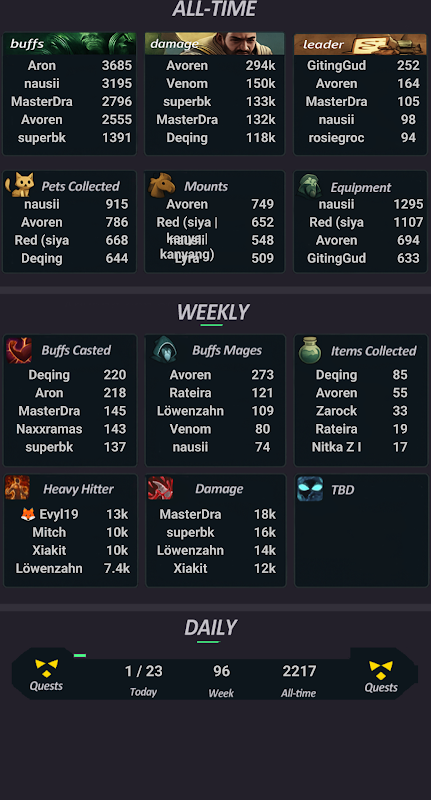 ALL-TIME
buffs damage leader
Aron 3685
nausii 3195
MasterDra 2796
Avoren 2555
superbk 1391
Avoren 294k
Venom 150k
superbk 133k
MasterDra 132k
Deqing 118k
GitingGud 252
Avoren 164
MasterDra 105
nausii 98
rosiegroc 94
Pets Collected
nausii 915
Avoren 786
Red (siya 668
Deqing 644
Mounts
Avoren 749
Red (siya | 652
548
kanyang) 509
Equipment
nausii 1295
Red (siya 1107
Avoren 694
GitingGud 633
WEEKLY
Buffs Casted
Deqing 220
Aron 218
MasterDra 145
Naxxramas 143
superbk 137
Buffs Mages
Avoren 273
Rateira 121
Löwenzahn 109
Venom 80
nausii 74
Items Collected
Deqing 85
Avoren 55
Zarock 33
Rateira 19
Nitka Z I 17
Heavy Hitter
🦊 Evyl19 13k
Mitch 10k
Xiakit 10k
Löwenzahn 7.4k
Damage
MasterDra 18k
superbk 16k
Löwenzahn 14k
Xiakit 12k
TBD
DAILY
Quests
1 / 23 96 2217
Today Week All-time
Quests